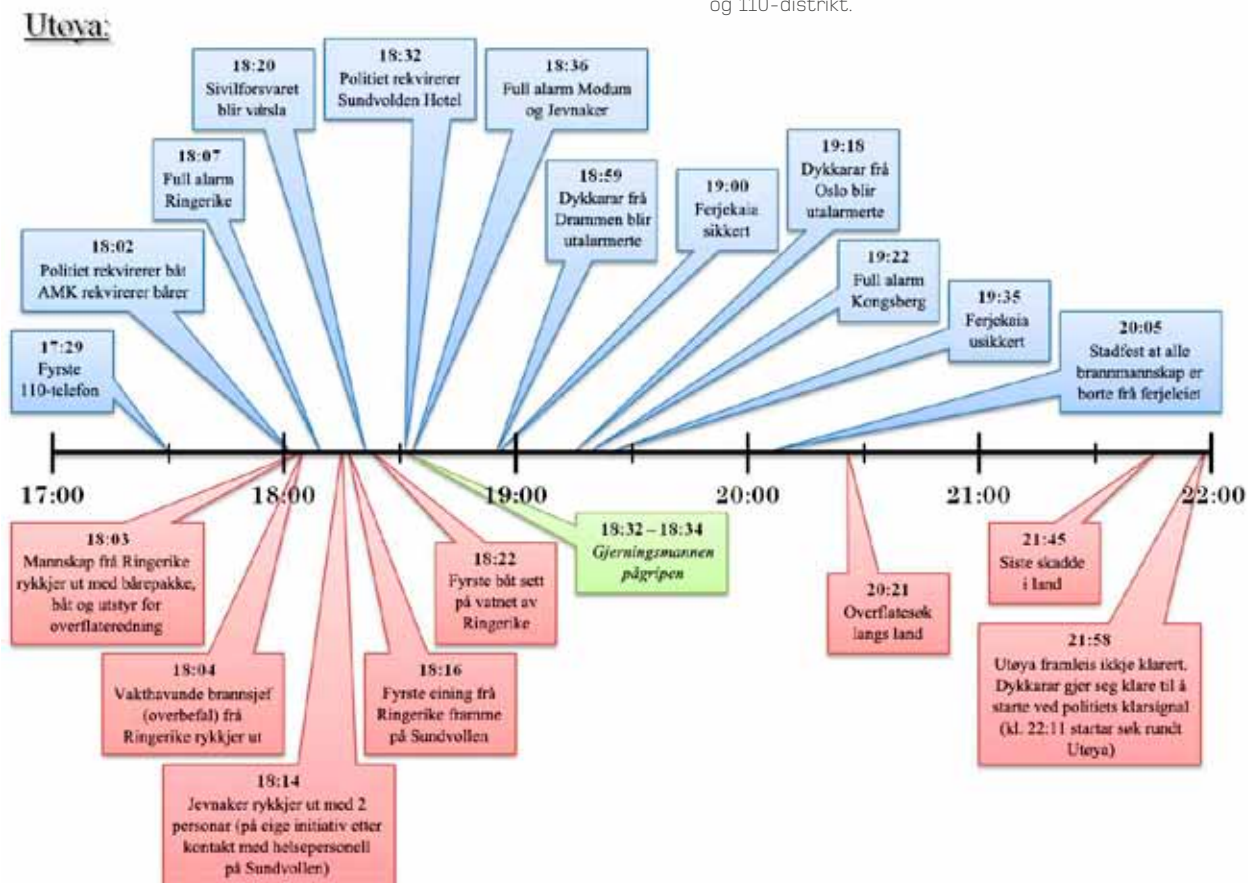 og 110-distrikt.
Utøya:
18:20
Sivilforsvaret
blir varsla
18:32
Politiet rekvirerer
Sundvolden Hotel
18:36
Full alarm Modum
og Jevnaker
18:07
Full alarm
Ringerike
18:59
Dykkarar frå
Drammen blir
utalarmerte
19:00
Ferjekaia
sikkert
19:18
Dykkarar frå
Oslo blir
utalarmerte
18:02
Politiet rekvirerer båt
AMK rekvirerer bårer
19:22
Full alarm
Kongsberg
19:35
Ferjekaia
usikkert
20:05
Stadfest at alle
brannmannskap er
borte frå ferjeleiet
17:29
Fyrste
110-telefon
17:00
18:00
19:00
20:00
21:00
22:00
18:03
Mannskap frå Ringerike
rykkjer ut med bårepakke,
båt og utstyr for
overflateredning
18:04
Vakthavande brannsjef
(overbefal) frå
Ringerike rykkjer ut
18:14
Jevnaker rykkjer ut med 2
personar (på eige initiativ etter
kontakt med helsepersonell
på Sundvollen)
18:16
Fyrste eining frå
Ringerike framme
på Sundvollen
18:22
Fyrste båt sett
på vatnet av
Ringerike
18:32 – 18:34
Gjerningsmannen
pågripen
20:21
Overflatesøk
langs land
21:45
Siste skadde
i land
21:58
Utøya framleis ikkje klarert.
Dykkarar gjer seg klare til å
starte ved politiets klarsignal
(kl. 22:11 startar søk rundt
Utøya)